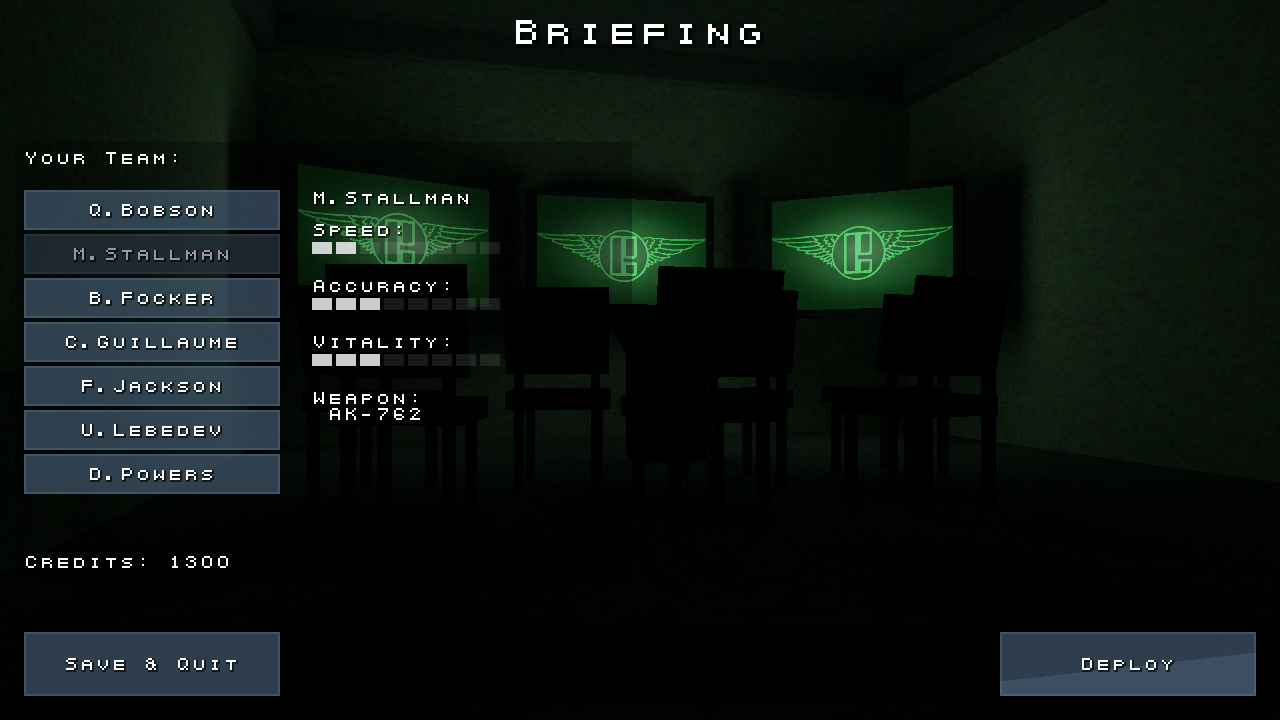 Briefing
Your Team:
Q. Bobson
M. Stallman
B. Focker
C. Guillaume
F. Jackson
U. Lebedev
D. Powers
M. Stallman
Speed:
Accuracy:
Vitality:
Weapon:
AK-762
Credits: 1300
Save & Quit
Deploy